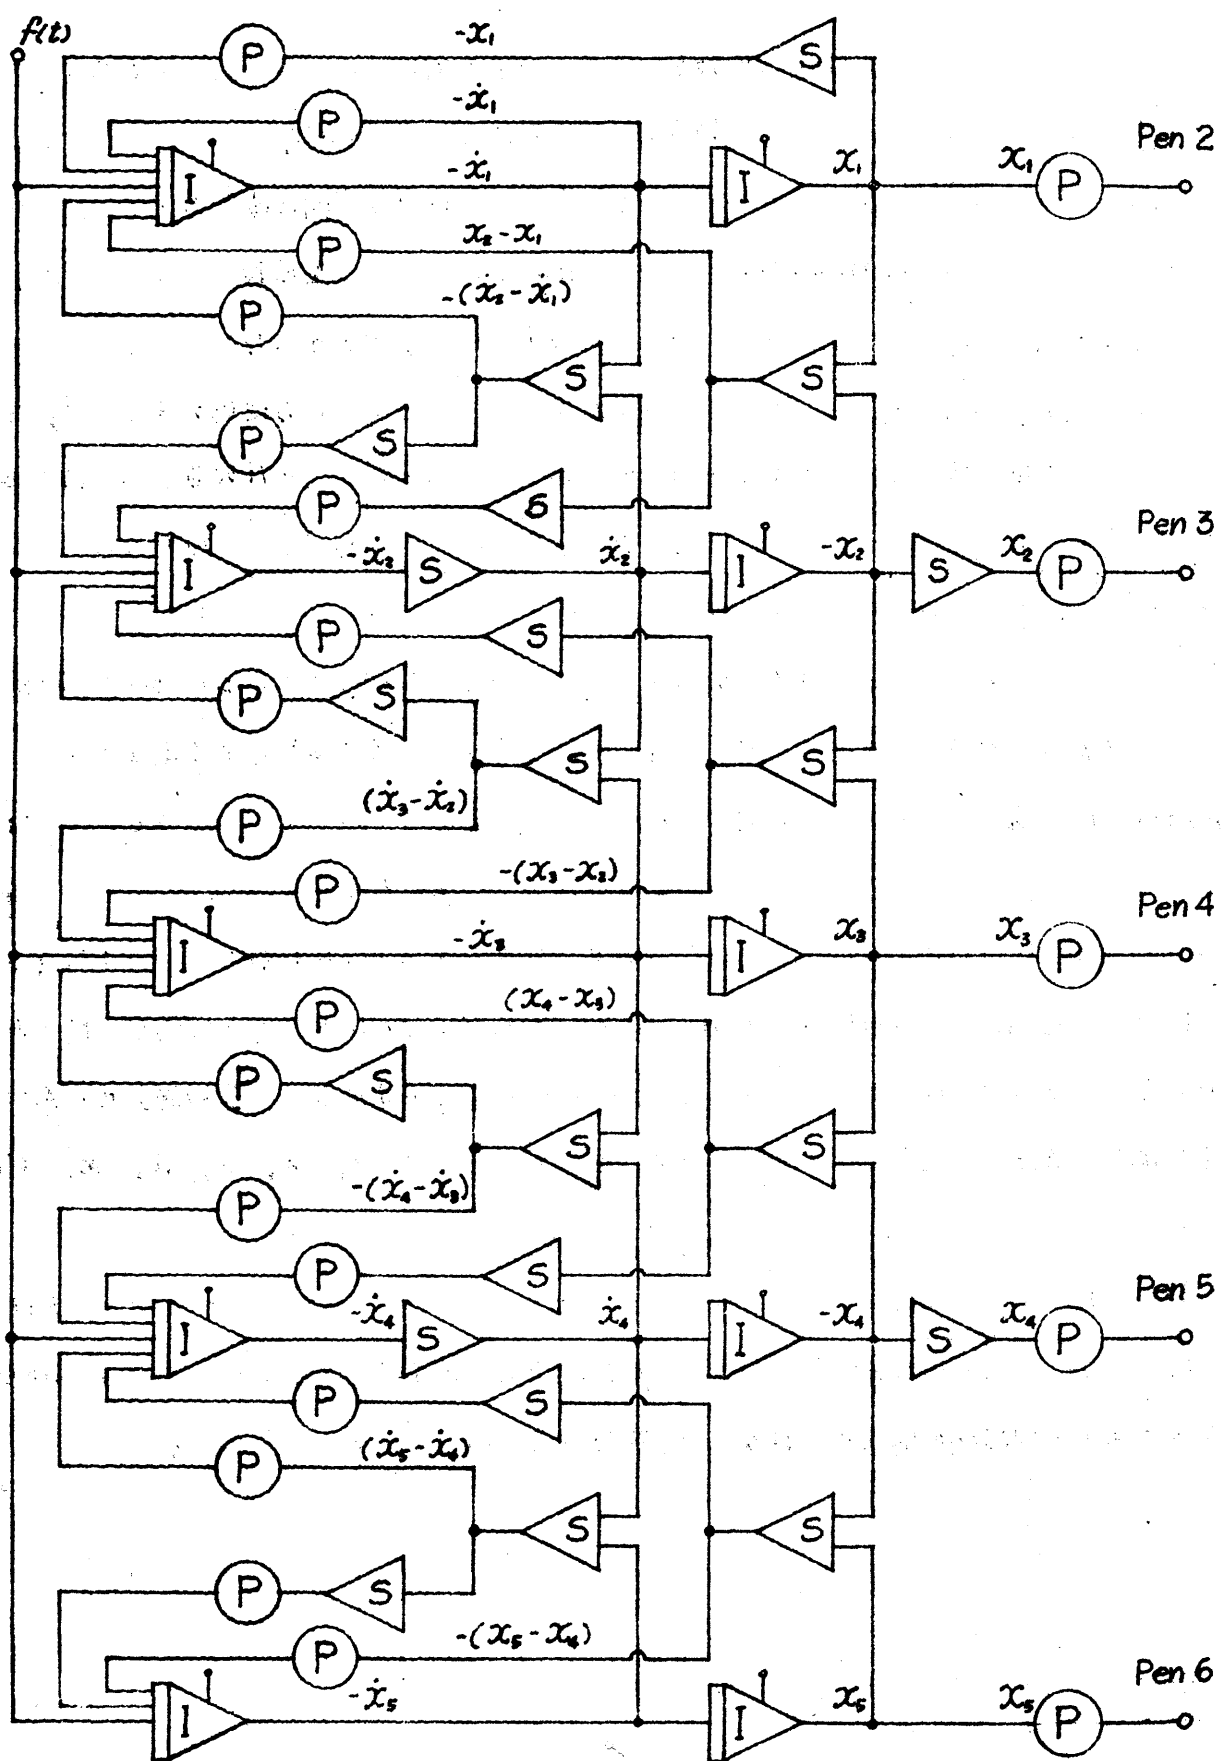 f(t)
P -x₁ S
P -ẋ₁
Pen 2
I -ẋ₁ I x₁ x₁ P
P x₂-x₁
P -(ẋ₂-ẋ₁)
S S
P S
P S
Pen 3
I -ẋ₂ S ẋ₂ I -x₂ S x₂ P
P S
P S
S S
P (ẋ₃-ẋ₂)
P -(x₃-x₂)
Pen 4
I -ẋ₃ I x₃ x₃ P
P (x₄-x₃)
P S
S S
P -(ẋ₄-ẋ₃)
P S
Pen 5
I -ẋ₄ S ẋ₄ I -x₄ S x₄ P
P S
P (ẋ₅-ẋ₄)
S S
P S
P -(x₅-x₄)
Pen 6
I -ẋ₅ I x₅ x₅ P